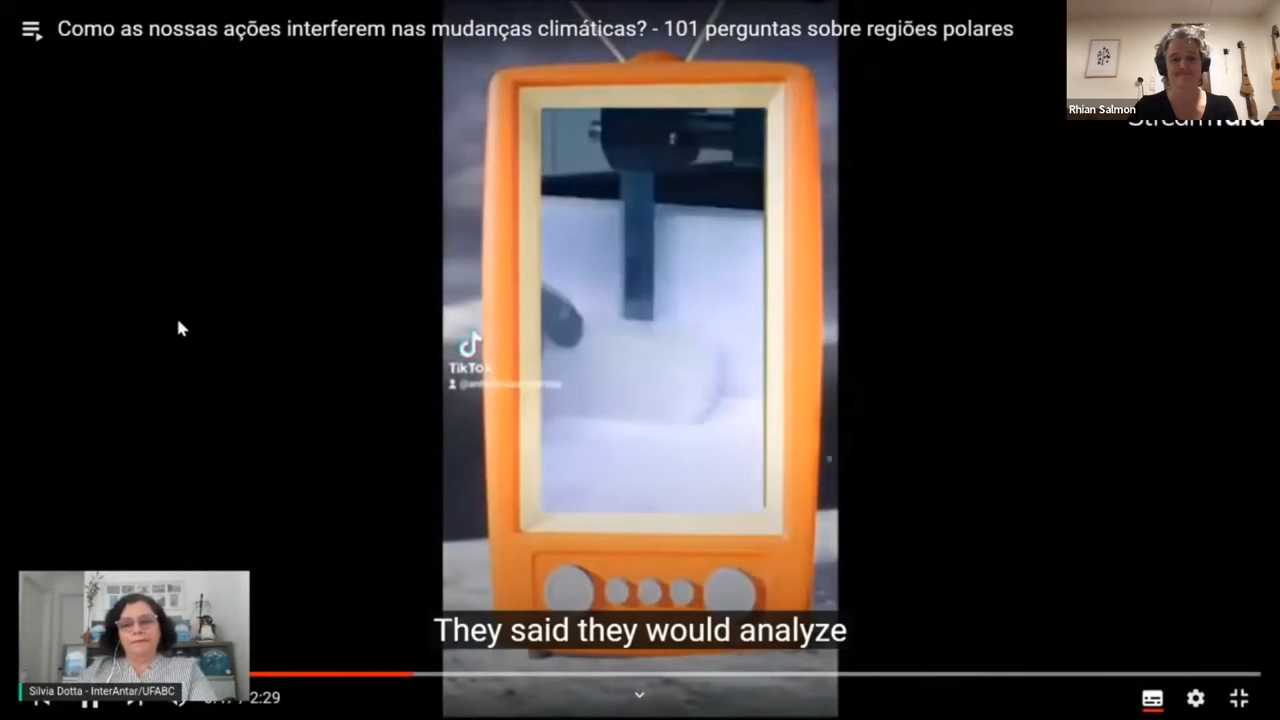 Como as nossas ações interferem nas mudanças climáticas? - 101 perguntas sobre regiões polares
Rhian Salmon
TikTok
They said they would analyze
Silvia Dotta - InterAntar/UFABC
2:29